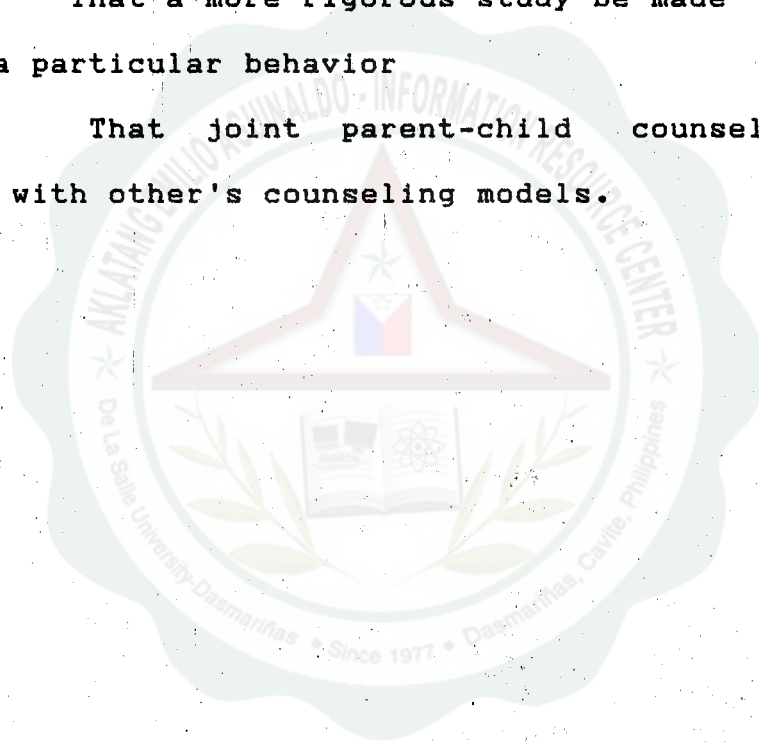 That a more rigorous study be made
a particular behavior
That joint parent-child counsel
with other's counseling models.
AKLATANG EMILIO AGUINALDO - INFORMATION RESOURCE CENTER
De La Salle University-Dasmariñas • Since 1977 • Dasmariñas, Cavite, Philippines